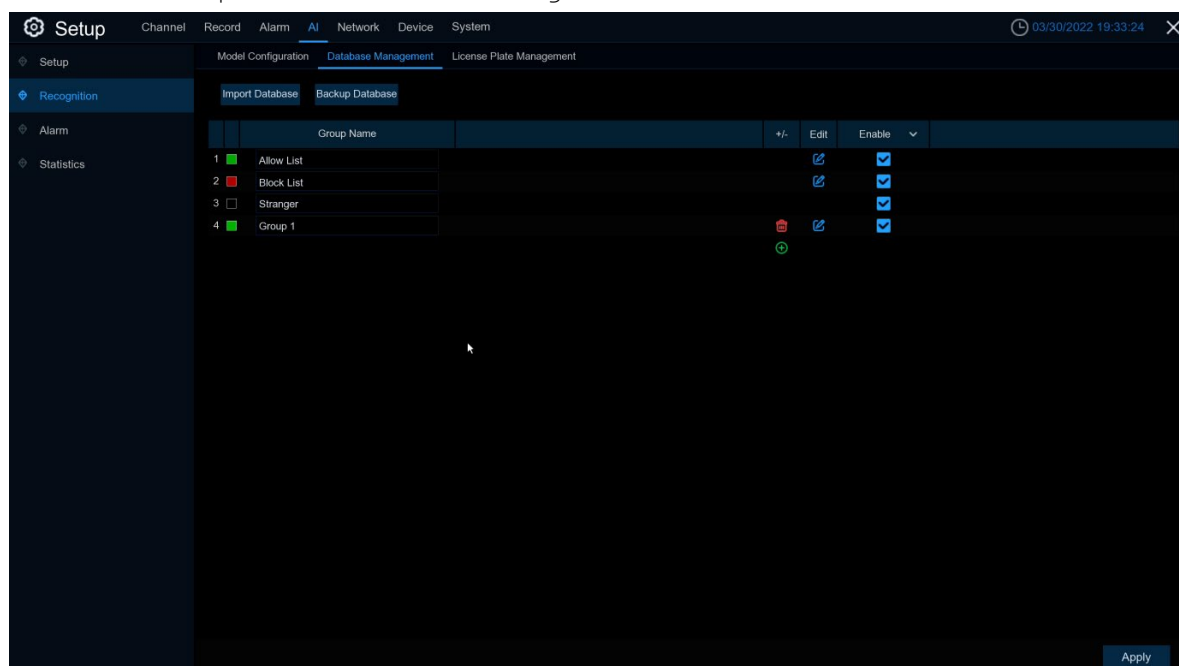 Setup Channel Record Alarm AI Network Device System 03/30/2022 19:33:24
Setup Model Configuration Database Management License Plate Management
Recognition Import Database Backup Database
Alarm Group Name +/- Edit Enable
Statistics 1 Allow List
2 Block List
3 Stranger
4 Group 1
Apply